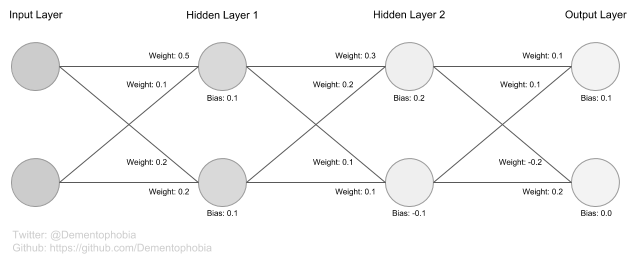 Input Layer Hidden Layer 1 Hidden Layer 2 Output Layer
Weight: 0.5 Weight: 0.3 Weight: 0.1
Weight: 0.1 Weight: 0.2 Weight: 0.1
Bias: 0.1 Bias: 0.2 Bias: 0.1
Weight: 0.2 Weight: 0.1 Weight: -0.2
Weight: 0.2 Weight: 0.1 Weight: 0.2
Bias: 0.1 Bias: -0.1 Bias: 0.0
Twitter: @Dementophobia
Github: https://github.com/Dementophobia